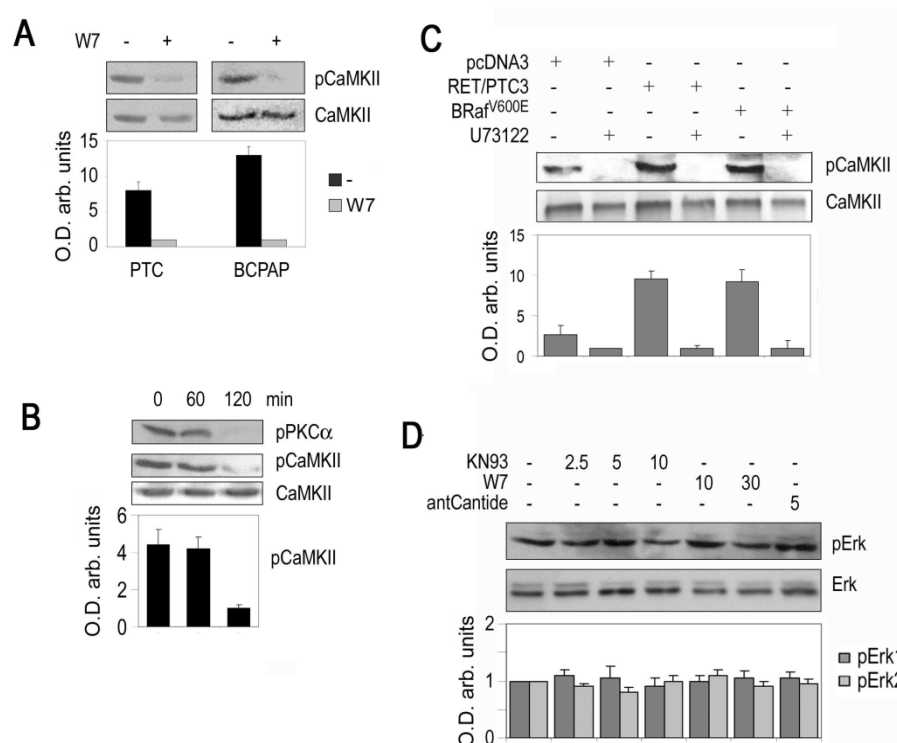 A
W7 - + - +
pCaMKII
CaMKII
O.D. arb. units
15
10
5
0
PTC BCPAP
-
W7
B
0 60 120 min
pPKCα
pCaMKII
CaMKII
O.D. arb. units
6
4
2
0
pCaMKII
C
pcDNA3 + + - - - -
RET/PTC3 - - + + - -
BRafV600E - - - - + +
U73122 - + - + - +
pCaMKII
CaMKII
O.D. arb. units
15
10
5
0
D
KN93 - 2.5 5 10 - - -
W7 - - - - 10 30 -
antCantide - - - - - - 5
pErk
Erk
O.D. arb. units
2
1
0
pErk1
pErk2